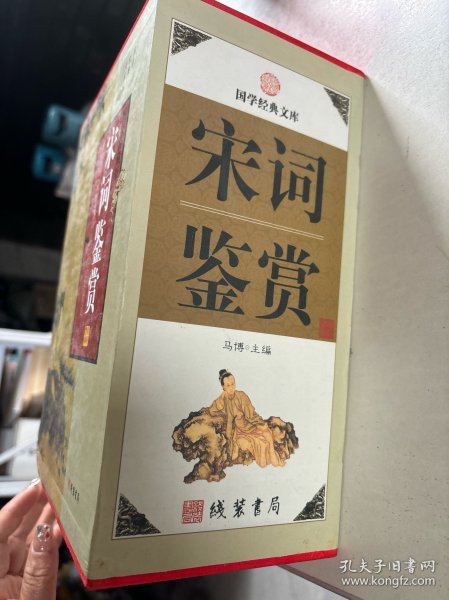 国学经典文库
宋词
鉴赏
马博○主编
线装书局
宋词鉴赏
孔夫子旧书网
www.kongfz.com